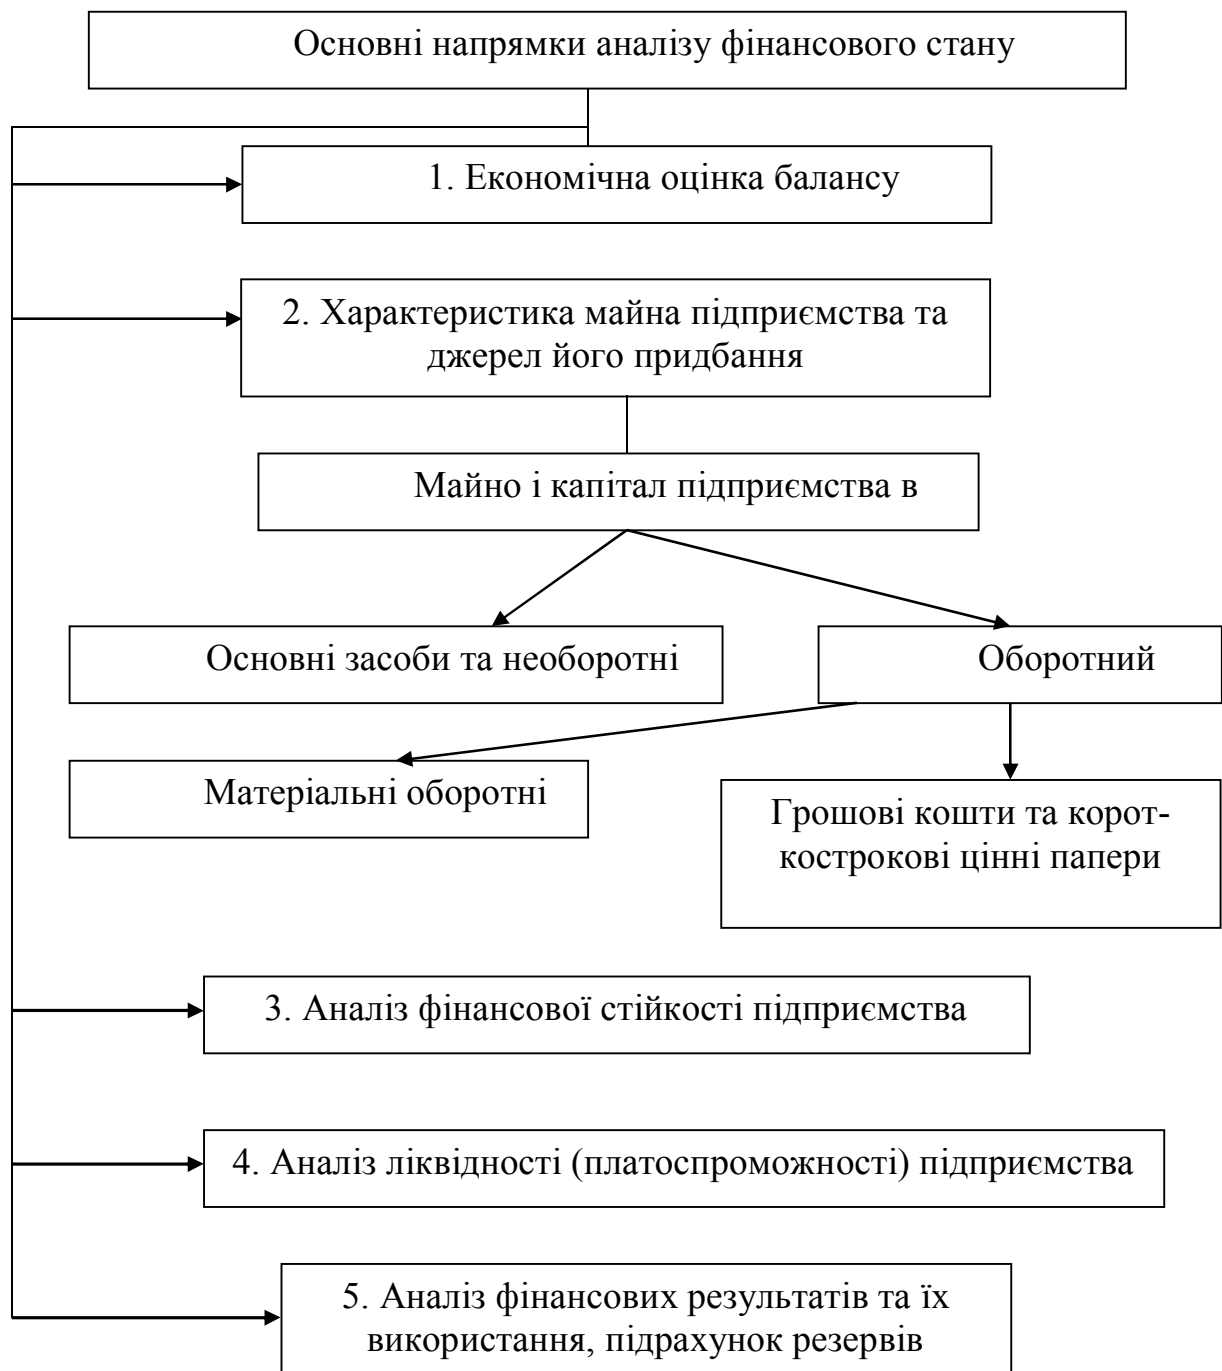 Основні напрямки аналізу фінансового стану
1. Економічна оцінка балансу
2. Характеристика майна підприємства та
джерел його придбання
Майно і капітал підприємства в
Основні засоби та необоротні
Оборотний
Матеріальні оборотні
Грошові кошти та корот-
кострокові цінні папери
3. Аналіз фінансової стійкості підприємства
4. Аналіз ліквідності (платоспроможності) підприємства
5. Аналіз фінансових результатів та їх
використання, підрахунок резервів